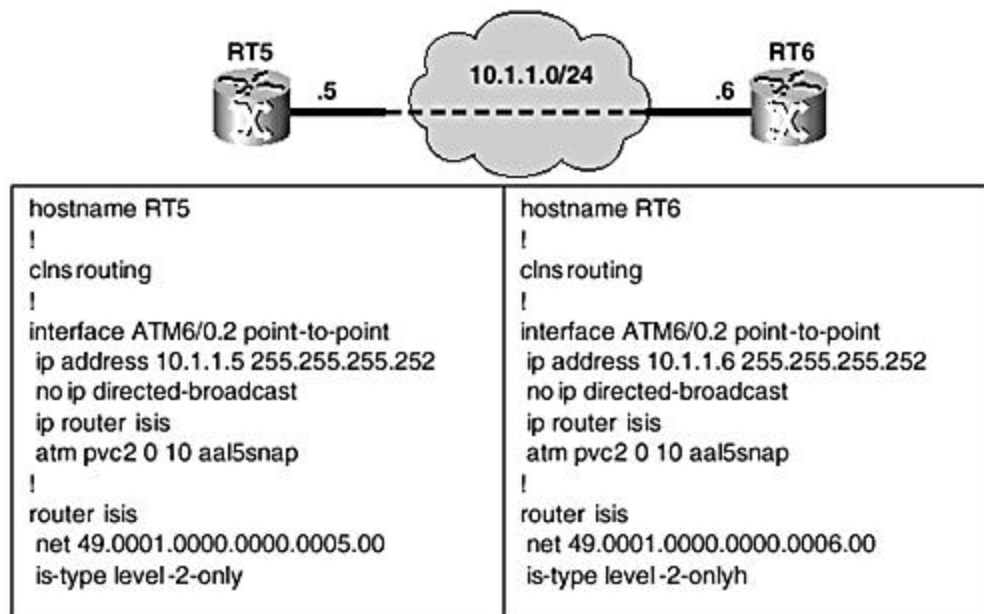 RT5
RT6
10.1.1.0/24
.5
.6
hostname RT5
!
clns routing
!
interface ATM6/0.2 point-to-point
ip address 10.1.1.5 255.255.255.252
no ip directed-broadcast
ip router isis
atm pvc2 0 10 aal5snap
!
router isis
net 49.0001.0000.0000.0005.00
is-type level-2-only
hostname RT6
!
clns routing
!
interface ATM6/0.2 point-to-point
ip address 10.1.1.6 255.255.255.252
no ip directed-broadcast
ip router isis
atm pvc2 0 10 aal5snap
!
router isis
net 49.0001.0000.0000.0006.00
is-type level-2-onlyh